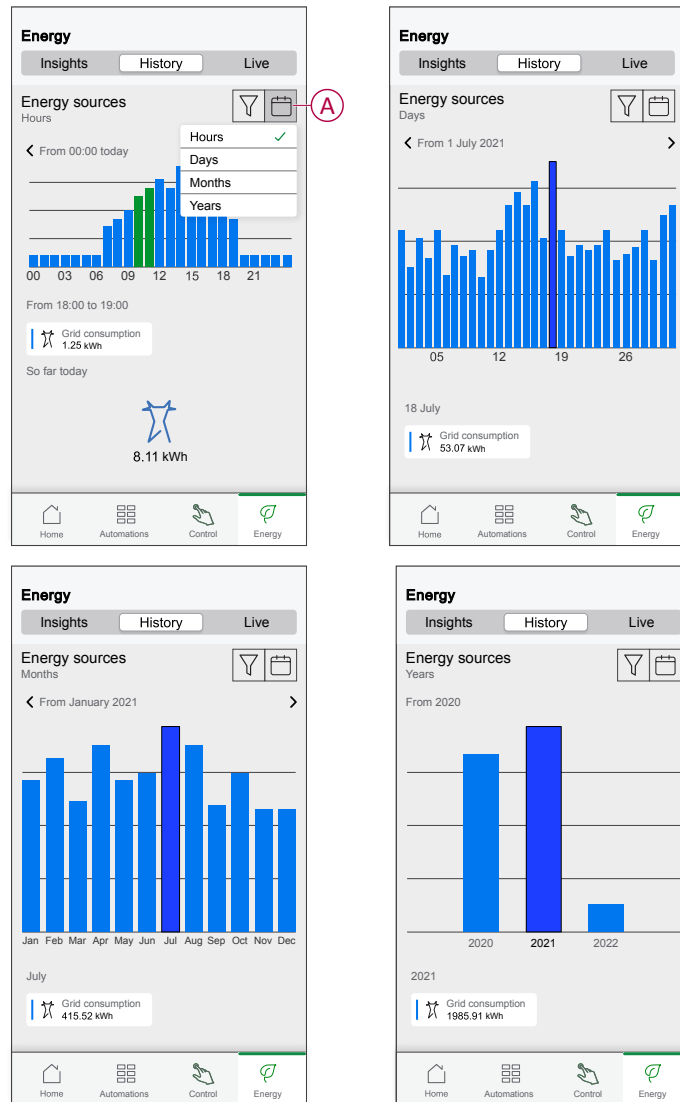 Energy
Insights History Live
Energy sources
Hours
A
Hours
Days
Months
Years
From 00:00 today
00 03 06 09 12 15 18 21
From 18:00 to 19:00
Grid consumption
1.25 kWh
So far today
8.11 kWh
Home Automations Control Energy
Energy
Insights History Live
Energy sources
Days
From 1 July 2021
05 12 19 26
18 July
Grid consumption
53.07 kWh
Home Automations Control Energy
Energy
Insights History Live
Energy sources
Months
From January 2021
Jan Feb Mar Apr May Jun Jul Aug Sep Oct Nov Dec
July
Grid consumption
415.52 kWh
Home Automations Control Energy
Energy
Insights History Live
Energy sources
Years
From 2020
2020 2021 2022
2021
Grid consumption
1985.91 kWh
Home Automations Control Energy